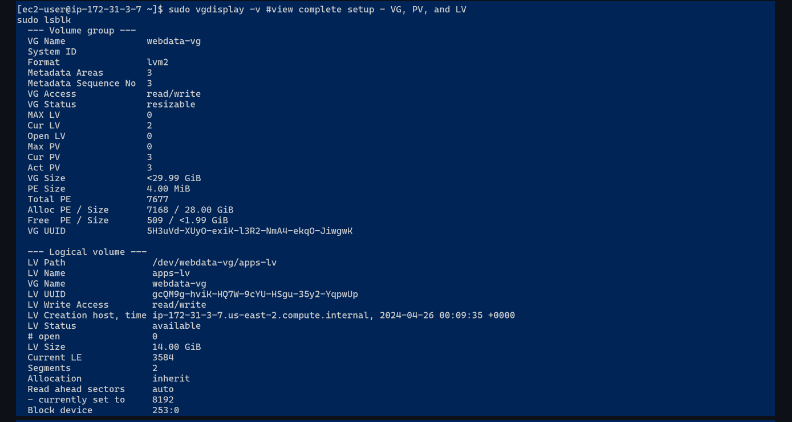 [ec2-user@ip-172-31-3-7 ~]$ sudo vgdisplay -v #view complete setup - VG, PV, and LV
sudo lsblk
--- Volume group ---
VG Name webdata-vg
System ID
Format lvm2
Metadata Areas 3
Metadata Sequence No 3
VG Access read/write
VG Status resizable
MAX LV 0
Cur LV 2
Open LV 0
Max PV 0
Cur PV 3
Act PV 3
VG Size <29.99 GiB
PE Size 4.00 MiB
Total PE 7677
Alloc PE / Size 7168 / 28.00 GiB
Free PE / Size 509 / <1.99 GiB
VG UUID 5H3uVd-XUyO-exiK-l3R2-NmA4-ekqO-JiwgwK
--- Logical volume ---
LV Path /dev/webdata-vg/apps-lv
LV Name apps-lv
VG Name webdata-vg
LV UUID gcQM9g-hviK-HQ7W-9cYU-HSgu-35y2-YqpwUp
LV Write Access read/write
LV Creation host, time ip-172-31-3-7.us-east-2.compute.internal, 2024-04-26 00:09:35 +0000
LV Status available
# open 0
LV Size 14.00 GiB
Current LE 3584
Segments 2
Allocation inherit
Read ahead sectors auto
- currently set to 8192
Block device 253:0